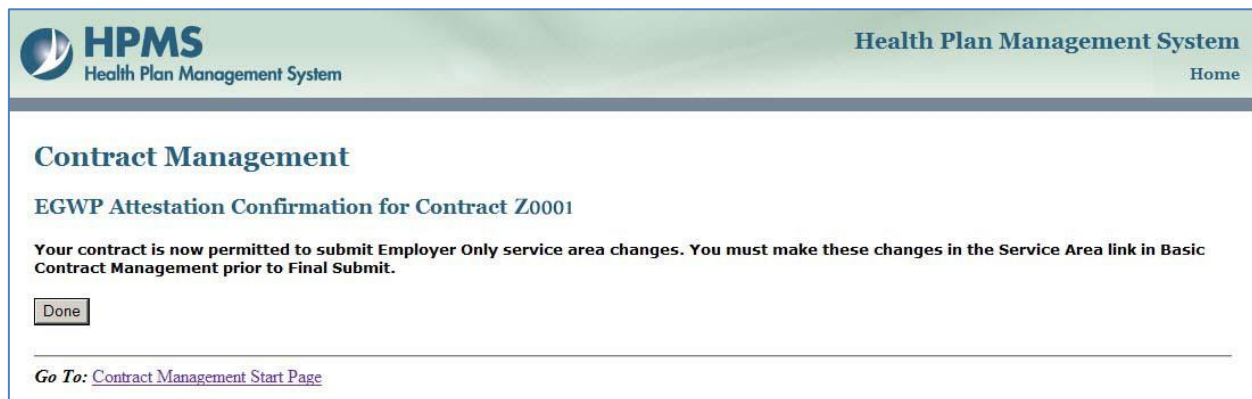 HPMS
Health Plan Management System
Health Plan Management System
Home
Contract Management
EGWP Attestation Confirmation for Contract Z0001
Your contract is now permitted to submit Employer Only service area changes. You must make these changes in the Service Area link in Basic
Contract Management prior to Final Submit.
Done
Go To: Contract Management Start Page